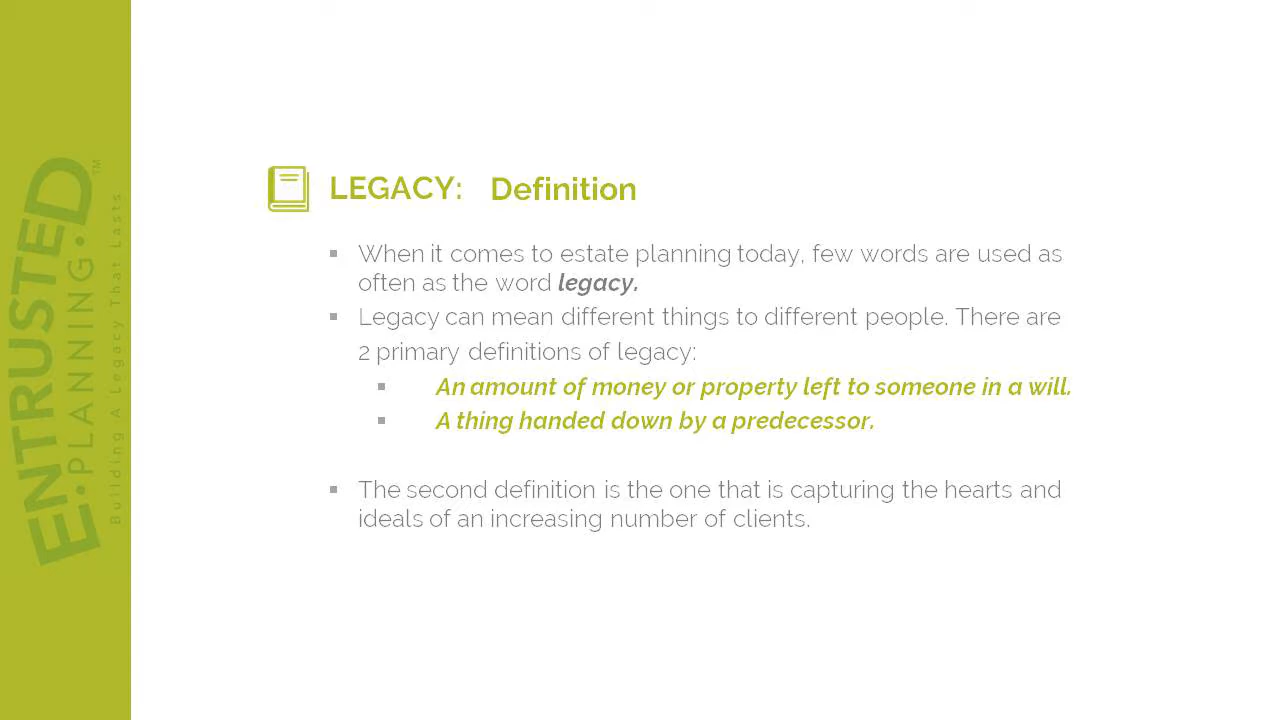 ENTRUSTED
E.PLANNING.D
Building A Legacy That Lasts
TM
LEGACY: Definition
▪ When it comes to estate planning today, few words are used as
often as the word legacy.
▪ Legacy can mean different things to different people. There are
2 primary definitions of legacy:
▪ An amount of money or property left to someone in a will.
▪ A thing handed down by a predecessor.
▪ The second definition is the one that is capturing the hearts and
ideals of an increasing number of clients.